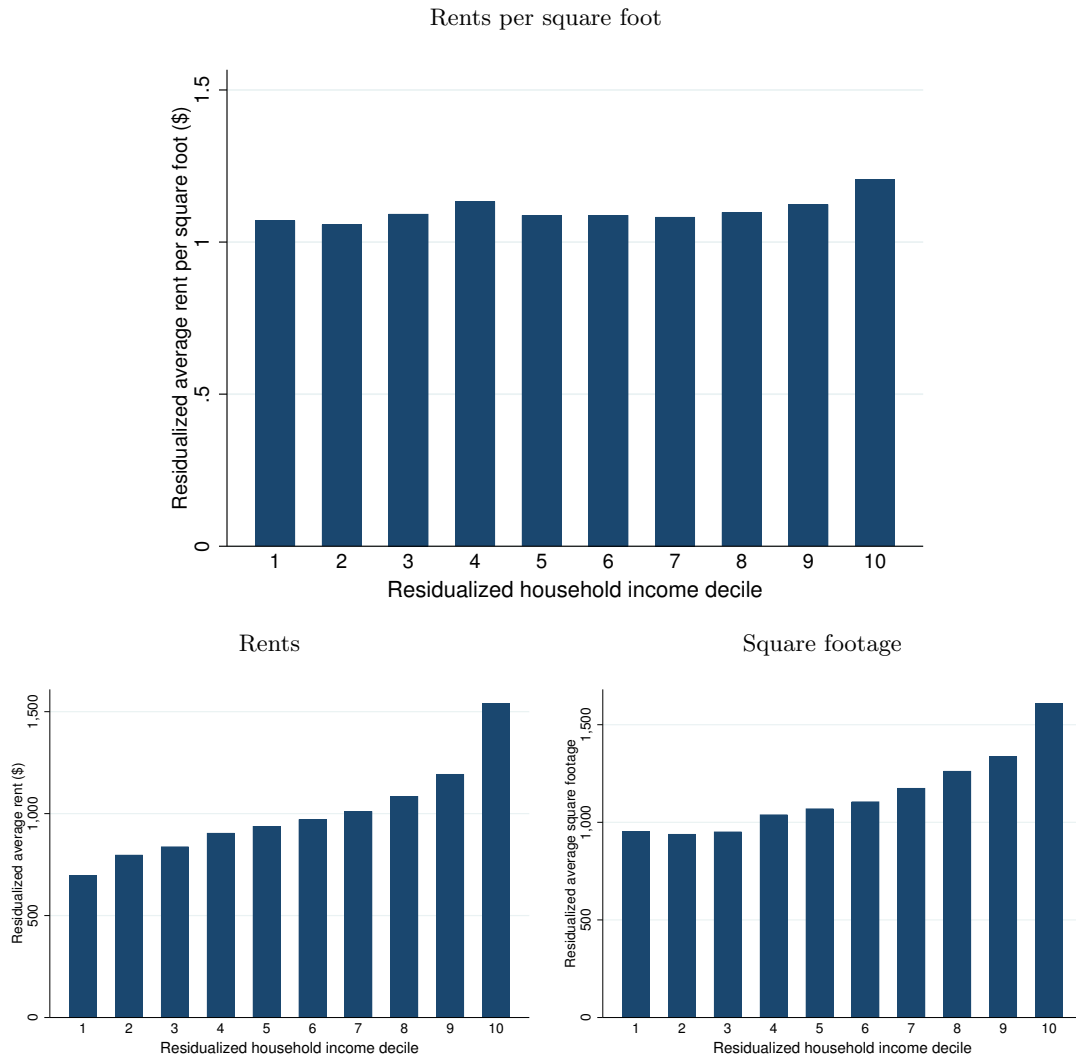 Rents per square foot
Residualized average rent per square foot ($)
1.5
1
.5
0
1 2 3 4 5 6 7 8 9 10
Residualized household income decile
Rents
Residualized average rent ($)
1,500
1,000
500
0
1 2 3 4 5 6 7 8 9 10
Residualized household income decile
Square footage
Residualized average square footage
1,500
1,000
500
0
1 2 3 4 5 6 7 8 9 10
Residualized household income decile